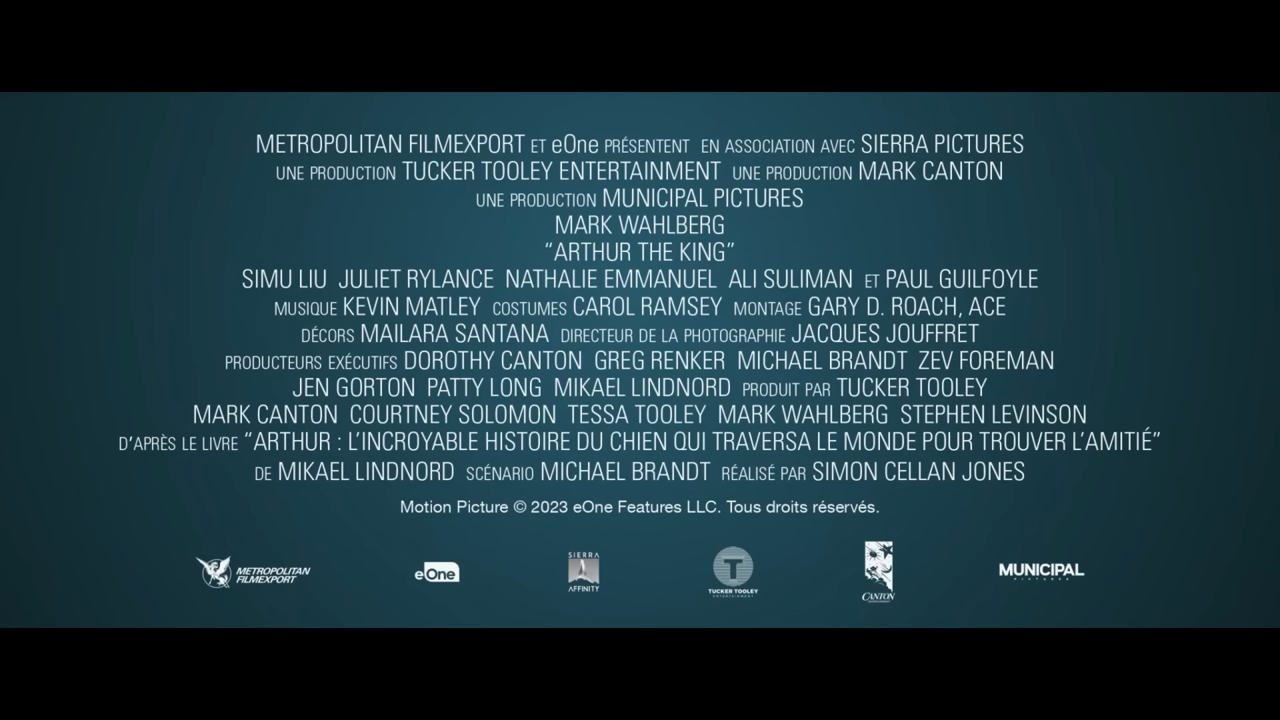 METROPOLITAN FILMEXPORT ET eOne PRÉSENTENT EN ASSOCIATION AVEC SIERRA PICTURES
UNE PRODUCTION TUCKER TOOLEY ENTERTAINMENT UNE PRODUCTION MARK CANTON
UNE PRODUCTION MUNICIPAL PICTURES
MARK WAHLBERG
“ARTHUR THE KING”
SIMU LIU JULIET RYLANCE NATHALIE EMMANUEL ALI SULIMAN ET PAUL GUILFOYLE
MUSIQUE KEVIN MATLEY COSTUMES CAROL RAMSEY MONTAGE GARY D. ROACH, ACE
DÉCORS MAILARA SANTANA DIRECTEUR DE LA PHOTOGRAPHIE JACQUES JOUFFRET
PRODUCTEURS EXÉCUTIFS DOROTHY CANTON GREG RENKER MICHAEL BRANDT ZEV FOREMAN
JEN GORTON PATTY LONG MIKAEL LINDNORD PRODUIT PAR TUCKER TOOLEY
MARK CANTON COURTNEY SOLOMON TESSA TOOLEY MARK WAHLBERG STEPHEN LEVINSON
D’APRÈS LE LIVRE “ARTHUR : L’INCROYABLE HISTOIRE DU CHIEN QUI TRAVERSA LE MONDE POUR TROUVER L’AMITIÉ”
DE MIKAEL LINDNORD SCÉNARIO MICHAEL BRANDT RÉALISÉ PAR SIMON CELLAN JONES
Motion Picture © 2023 eOne Features LLC. Tous droits réservés.
METROPOLITAN
FILMEXPORT
eOne
SIERRA
AFFINITY
T
TUCKER TOOLEY
ENTERTAINMENT
CANTON
MUNICIPAL
PICTURES